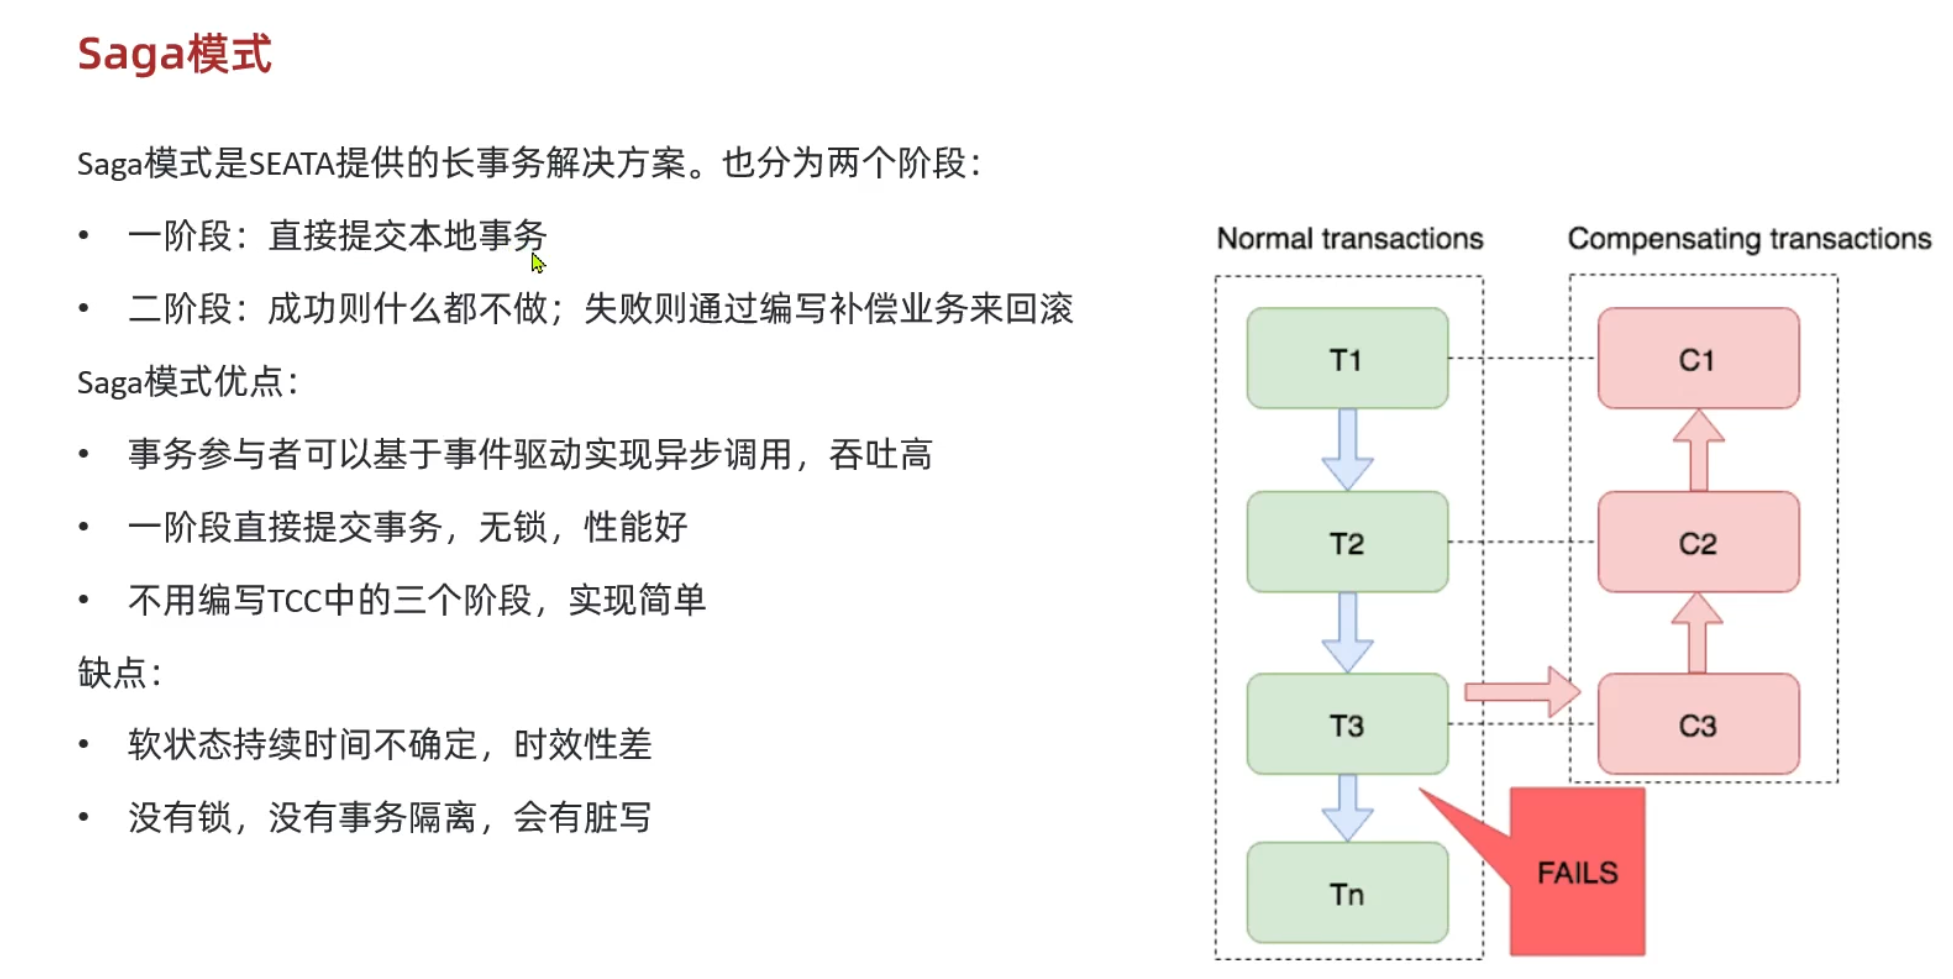 Saga模式
Saga模式是SEATA提供的长事务解决方案。也分为两个阶段：
• 一阶段：直接提交本地事务
• 二阶段：成功则什么都不做；失败则通过编写补偿业务来回滚
Saga模式优点：
• 事务参与者可以基于事件驱动实现异步调用，吞吐高
• 一阶段直接提交事务，无锁，性能好
• 不用编写TCC中的三个阶段，实现简单
缺点：
• 软状态持续时间不确定，时效性差
• 没有锁，没有事务隔离，会有脏写
Normal transactions
Compensating transactions
T1
C1
T2
C2
T3
C3
Tn
FAILS